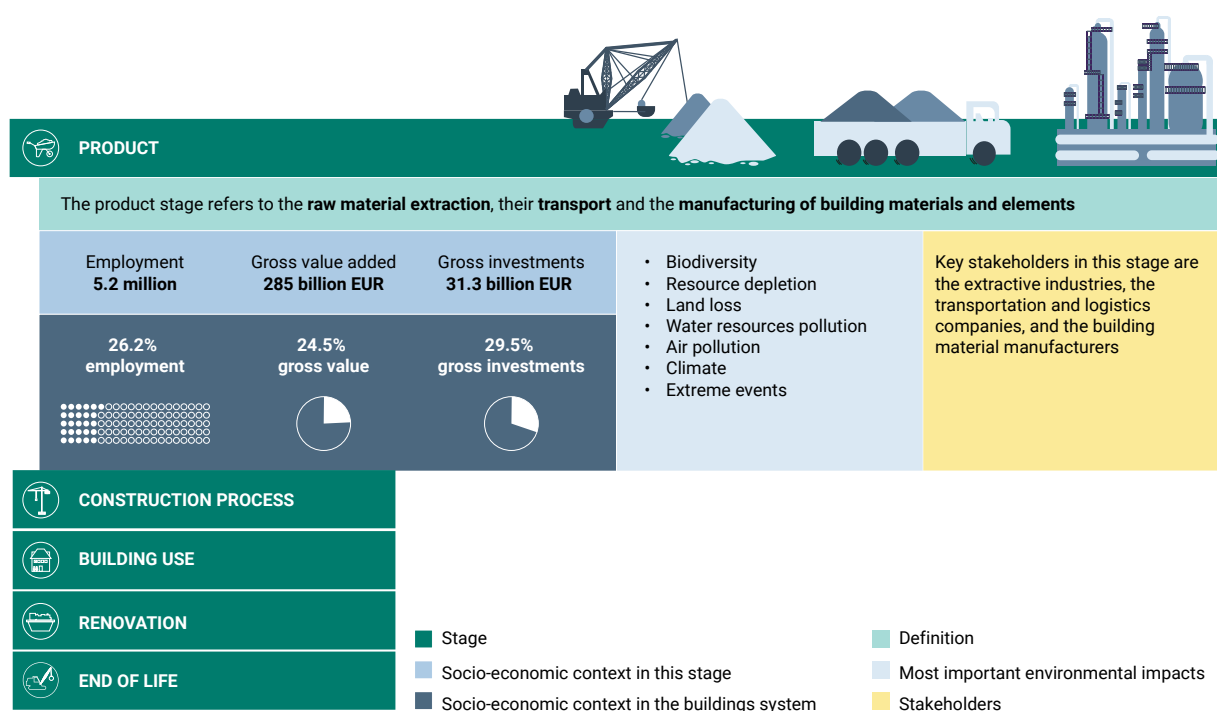 PRODUCT
The product stage refers to the raw material extraction, their transport and the manufacturing of building materials and elements
Employment
5.2 million
Gross value added
285 billion EUR
Gross investments
31.3 billion EUR
26.2%
employment
24.5%
gross value
29.5%
gross investments
• Biodiversity
• Resource depletion
• Land loss
• Water resources pollution
• Air pollution
• Climate
• Extreme events
Key stakeholders in this stage are
the extractive industries, the
transportation and logistics
companies, and the building
material manufacturers
CONSTRUCTION PROCESS
BUILDING USE
RENOVATION
END OF LIFE
Stage
Socio-economic context in this stage
Socio-economic context in the buildings system
Definition
Most important environmental impacts
Stakeholders